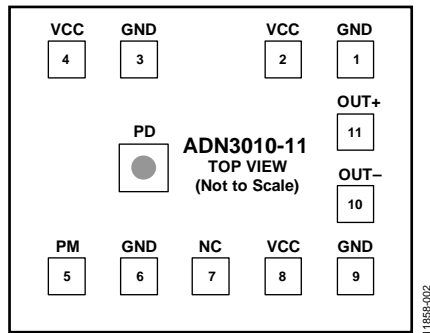 VCC GND VCC GND
4 3 2 1
OUT+
11
PD
ADN3010-11
TOP VIEW
(Not to Scale)
OUT–
10
PM GND NC VCC GND
5 6 7 8 9
11858-002